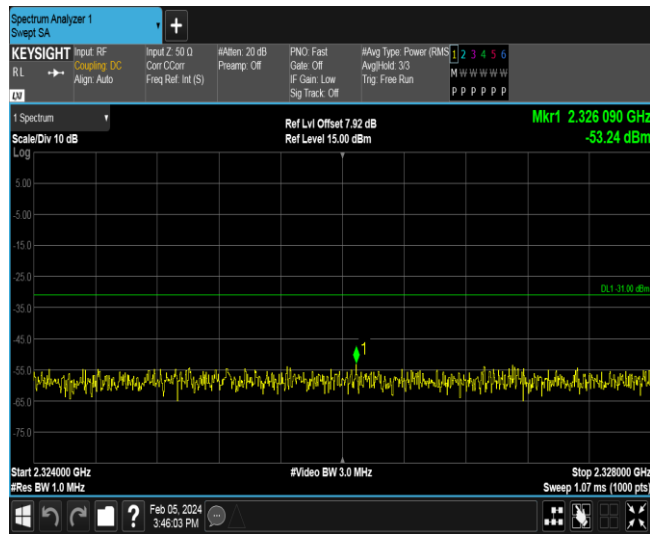 Spectrum Analyzer 1
Swept SA
+
KEYSIGHT Input: RF Input Z: 50 Ω #Atten: 20 dB PNO: Fast #Avg Type: Power (RMS 1 2 3 4 5 6
RL Coupling: DC Corr CCorr Preamp: Off Gate: Off Avg|Hold: 3/3 M W W W W W
Align: Auto Freq Ref: Int (S) IF Gain: Low Trig: Free Run
LXI Sig Track: Off P P P P P P
1 Spectrum Ref Lvl Offset 7.92 dB Mkr1 2.326 090 GHz
Scale/Div 10 dB Ref Level 15.00 dBm -53.24 dBm
Log
5.00
-5.00
-15.0
-25.0
DL1 -31.00 dBm
-35.0
-45.0
1
-55.0
-65.0
-75.0
Start 2.324000 GHz #Video BW 3.0 MHz Stop 2.328000 GHz
#Res BW 1.0 MHz Sweep 1.07 ms (1000 pts)
? Feb 05, 2024
3:46:03 PM